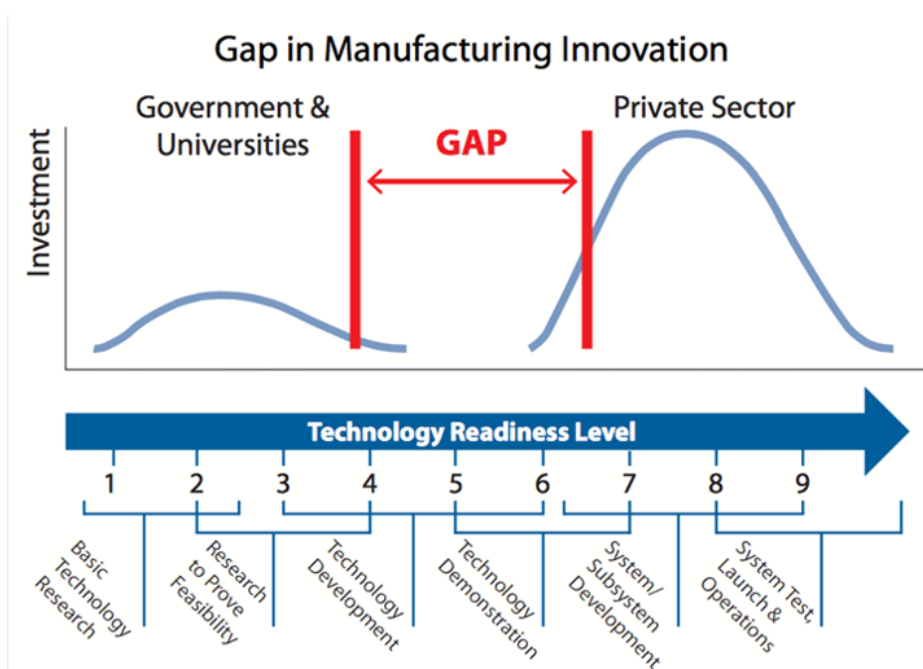 Gap in Manufacturing Innovation
Government &
Universities
GAP
Private Sector
Investment
Technology Readiness Level
1 2 3 4 5 6 7 8 9
Basic
Technology
Research
Research
to Prove
Feasibility
Technology
Development
Technology
Demonstration
System/
Subsystem
Development
System Test,
Launch &
Operations